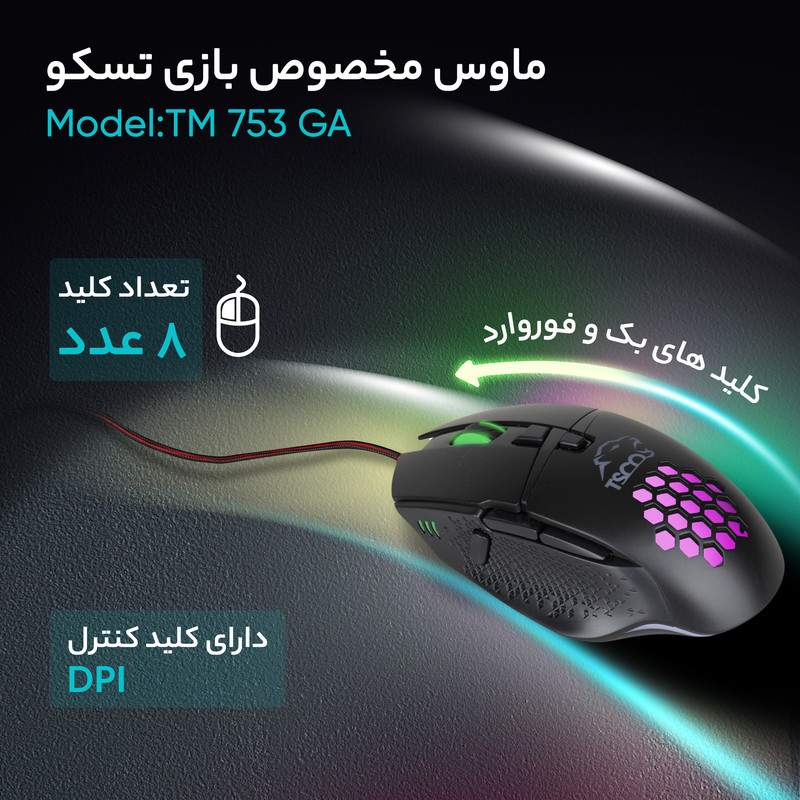 ماوس مخصوص بازی تسکو
Model:TM 753 GA
تعداد کلید
۸ عدد
کلید های بک و فوروارد
TSCO
دارای کلید کنترل
DPI